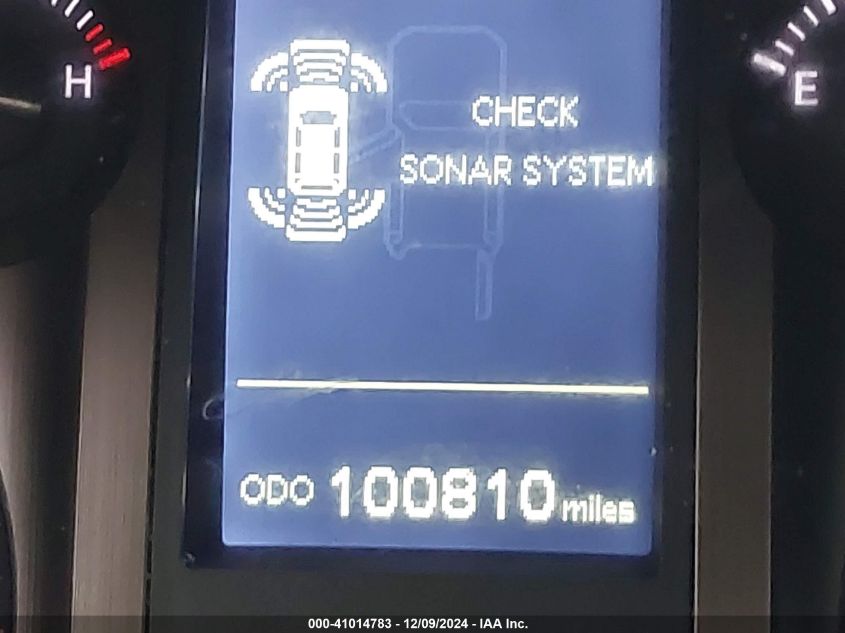 H
E
CHECK
SONAR SYSTEM
ODO 100810 miles
000-41014783 - 12/09/2024 - IAA Inc.